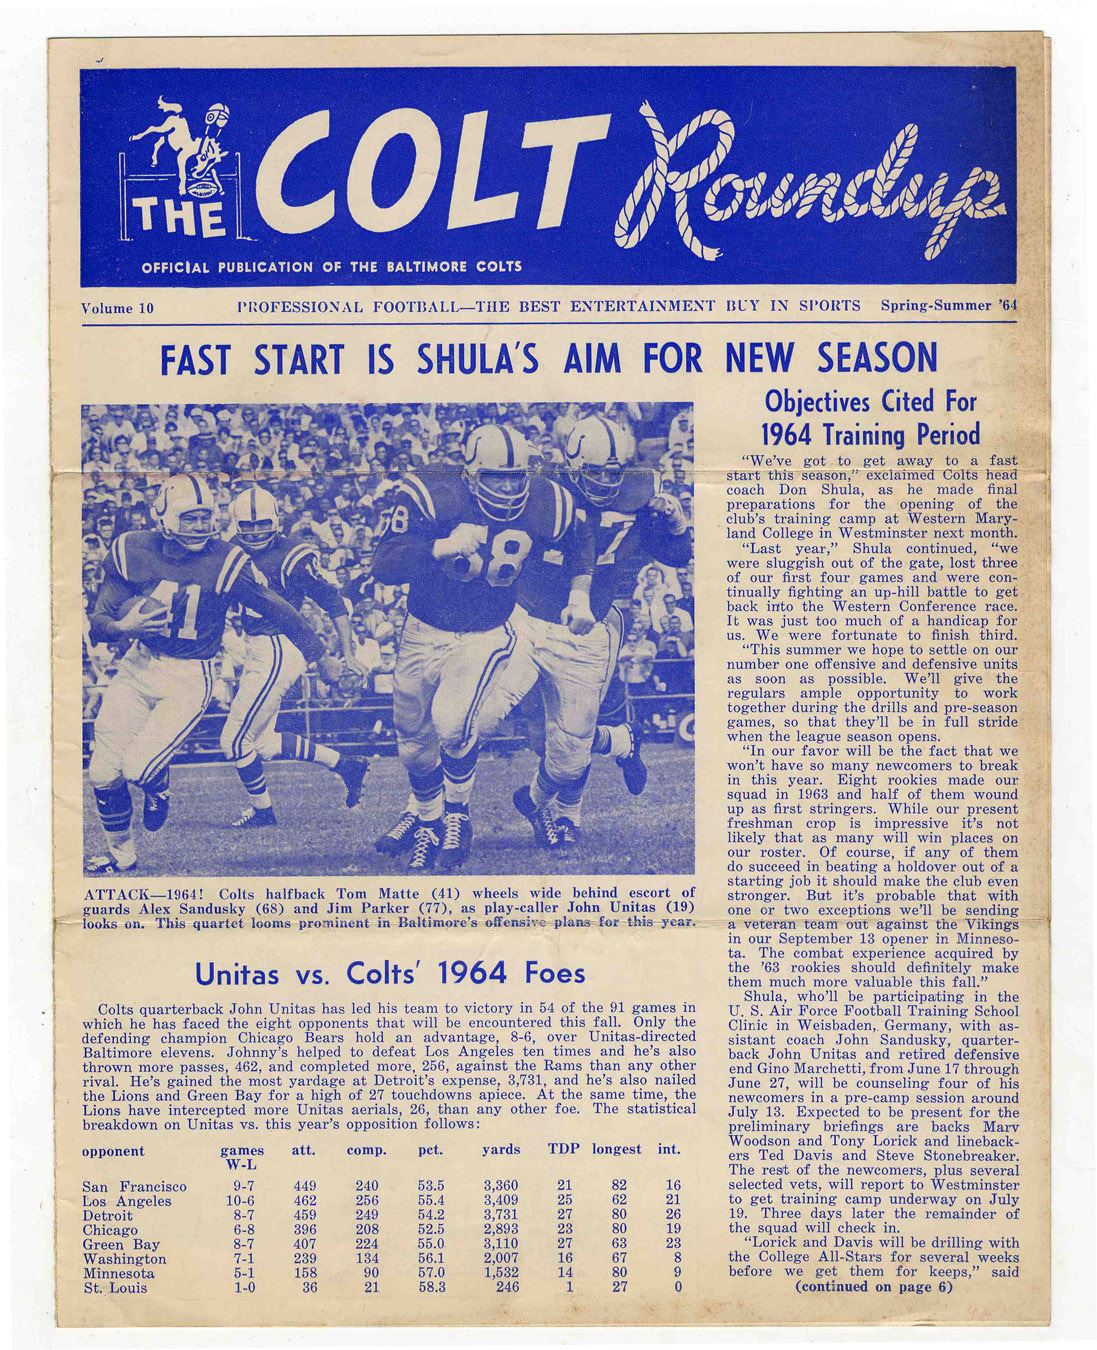 THE COLT Roundup
OFFICIAL PUBLICATION OF THE BALTIMORE COLTS
Volume 10 PROFESSIONAL FOOTBALL—THE BEST ENTERTAINMENT BUY IN SPORTS Spring-Summer '64
FAST START IS SHULA'S AIM FOR NEW SEASON
41
68
68
7
ATTACK—1964! Colts halfback Tom Matte (41) wheels wide behind escort of
guards Alex Sandusky (68) and Jim Parker (77), as play-caller John Unitas (19)
looks on. This quartet looms prominent in Baltimore's offensive plans for this year.
Unitas vs. Colts' 1964 Foes
Colts quarterback John Unitas has led his team to victory in 54 of the 91 games in
which he has faced the eight opponents that will be encountered this fall. Only the
defending champion Chicago Bears hold an advantage, 8-6, over Unitas-directed
Baltimore elevens. Johnny's helped to defeat Los Angeles ten times and he's also
thrown more passes, 462, and completed more, 256, against the Rams than any other
rival. He's gained the most yardage at Detroit's expense, 3,731, and he's also nailed
the Lions and Green Bay for a high of 27 touchdowns apiece. At the same time, the
Lions have intercepted more Unitas aerials, 26, than any other foe. The statistical
breakdown on Unitas vs. this year's opposition follows:
opponent games att. comp. pct. yards TDP longest int.
W-L
San Francisco 9-7 449 240 53.5 3,360 21 82 16
Los Angeles 10-6 462 256 55.4 3,409 25 62 21
Detroit 8-7 459 249 54.2 3,731 27 80 26
Chicago 6-8 396 208 52.5 2,893 23 80 19
Green Bay 8-7 407 224 55.0 3,110 27 63 23
Washington 7-1 239 134 56.1 2,007 16 67 8
Minnesota 5-1 158 90 57.0 1,532 14 80 9
St. Louis 1-0 36 21 58.3 246 1 27 0
Objectives Cited For
1964 Training Period
"We've got to get away to a fast
start this season," exclaimed Colts head
coach Don Shula, as he made final
preparations for the opening of the
club's training camp at Western Mary-
land College in Westminster next month.
"Last year," Shula continued, "we
were sluggish out of the gate, lost three
of our first four games and were con-
tinually fighting an up-hill battle to get
back into the Western Conference race.
It was just too much of a handicap for
us. We were fortunate to finish third.
"This summer we hope to settle on our
number one offensive and defensive units
as soon as possible. We'll give the
regulars ample opportunity to work
together during the drills and pre-season
games, so that they'll be in full stride
when the league season opens.
"In our favor will be the fact that we
won't have so many newcomers to break
in this year. Eight rookies made our
squad in 1963 and half of them wound
up as first stringers. While our present
freshman crop is impressive it's not
likely that as many will win places on
our roster. Of course, if any of them
do succeed in beating a holdover out of a
starting job it should make the club even
stronger. But it's probable that with
one or two exceptions we'll be sending
a veteran team out against the Vikings
in our September 13 opener in Minneso-
ta. The combat experience acquired by
the '63 rookies should definitely make
them much more valuable this fall."
Shula, who'll be participating in the
U. S. Air Force Football Training School
Clinic in Weisbaden, Germany, with as-
sistant coach John Sandusky, quarter-
back John Unitas and retired defensive
end Gino Marchetti, from June 17 through
June 27, will be counseling four of his
newcomers in a pre-camp session around
July 13. Expected to be present for the
preliminary briefings are backs Marv
Woodson and Tony Lorick and lineback-
ers Ted Davis and Steve Stonebreaker.
The rest of the newcomers, plus several
selected vets, will report to Westminster
to get training camp underway on July
19. Three days later the remainder of
the squad will check in.
"Lorick and Davis will be drilling with
the College All-Stars for several weeks
before we get them for keeps," said
(continued on page 6)